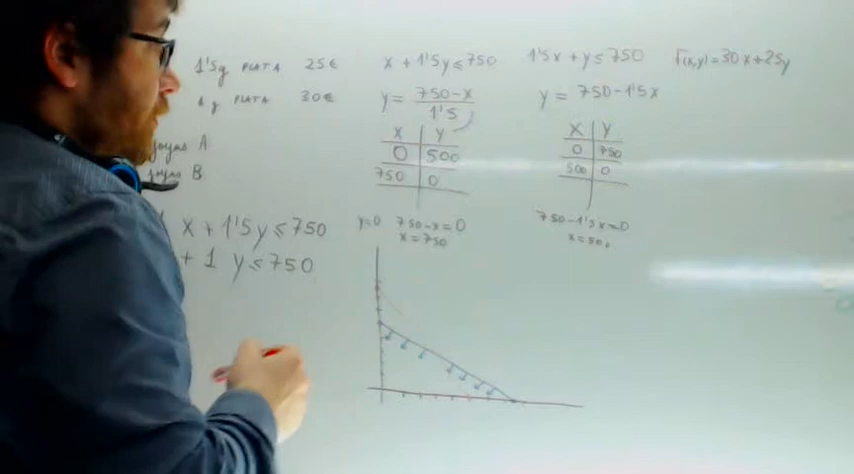 1'5g PLATA 25€
1 g PLATA 30€
joyas A
joyas B
x + 1'5y ≤ 750
+ 1 y ≤ 750
x + 1'5y ≤ 750
y = 750-x
1'5
x y
0 500
750 0
y=0 750-x=0
x=750
1'5x + y ≤ 750
y = 750-1'5x
x y
0 750
500 0
750-1'5x=0
x=500
f(x,y)=30x+25y